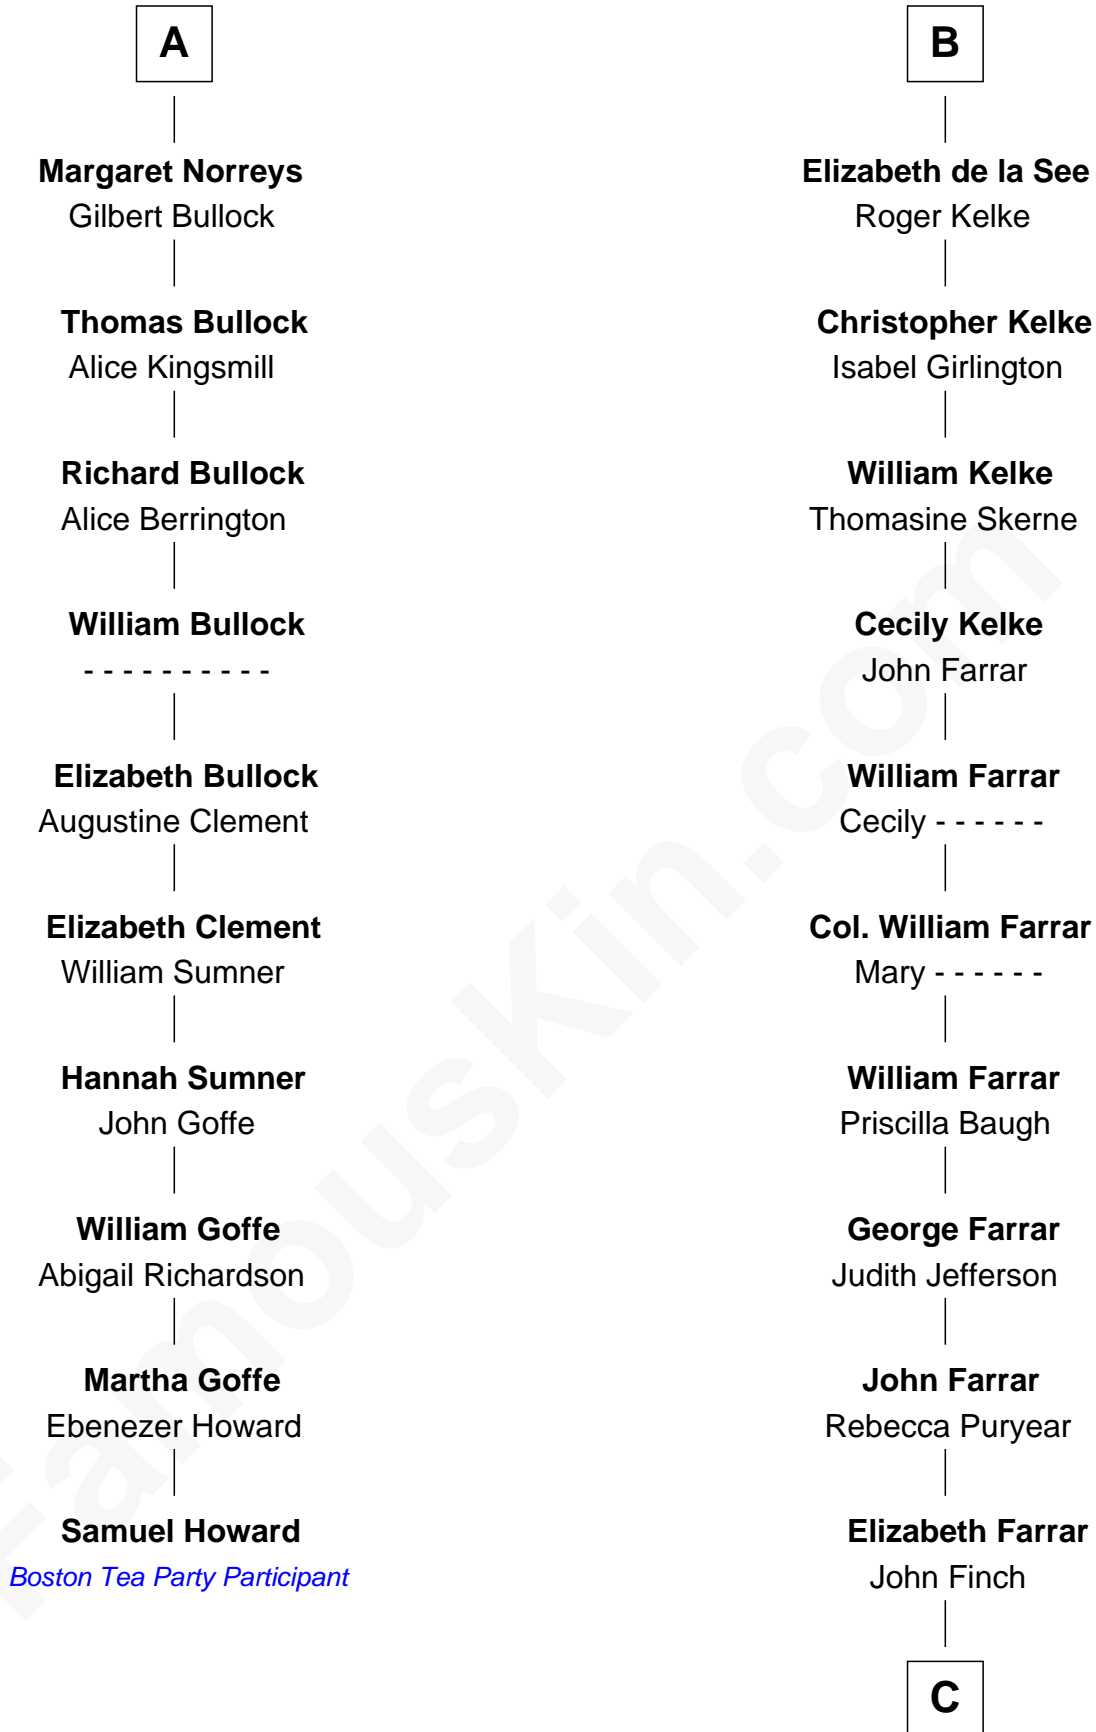 A
Margaret Norreys
Gilbert Bullock
Thomas Bullock
Alice Kingsmill
Richard Bullock
Alice Berrington
William Bullock
- - - - - - - - - -
Elizabeth Bullock
Augustine Clement
Elizabeth Clement
William Sumner
Hannah Sumner
John Goffe
William Goffe
Abigail Richardson
Martha Goffe
Ebenezer Howard
Samuel Howard
Boston Tea Party Participant
B
Elizabeth de la See
Roger Kelke
Christopher Kelke
Isabel Girlington
William Kelke
Thomasine Skerne
Cecily Kelke
John Farrar
William Farrar
Cecily - - - - - -
Col. William Farrar
Mary - - - - - -
William Farrar
Priscilla Baugh
George Farrar
Judith Jefferson
John Farrar
Rebecca Puryear
Elizabeth Farrar
John Finch
C
FamousKin.com